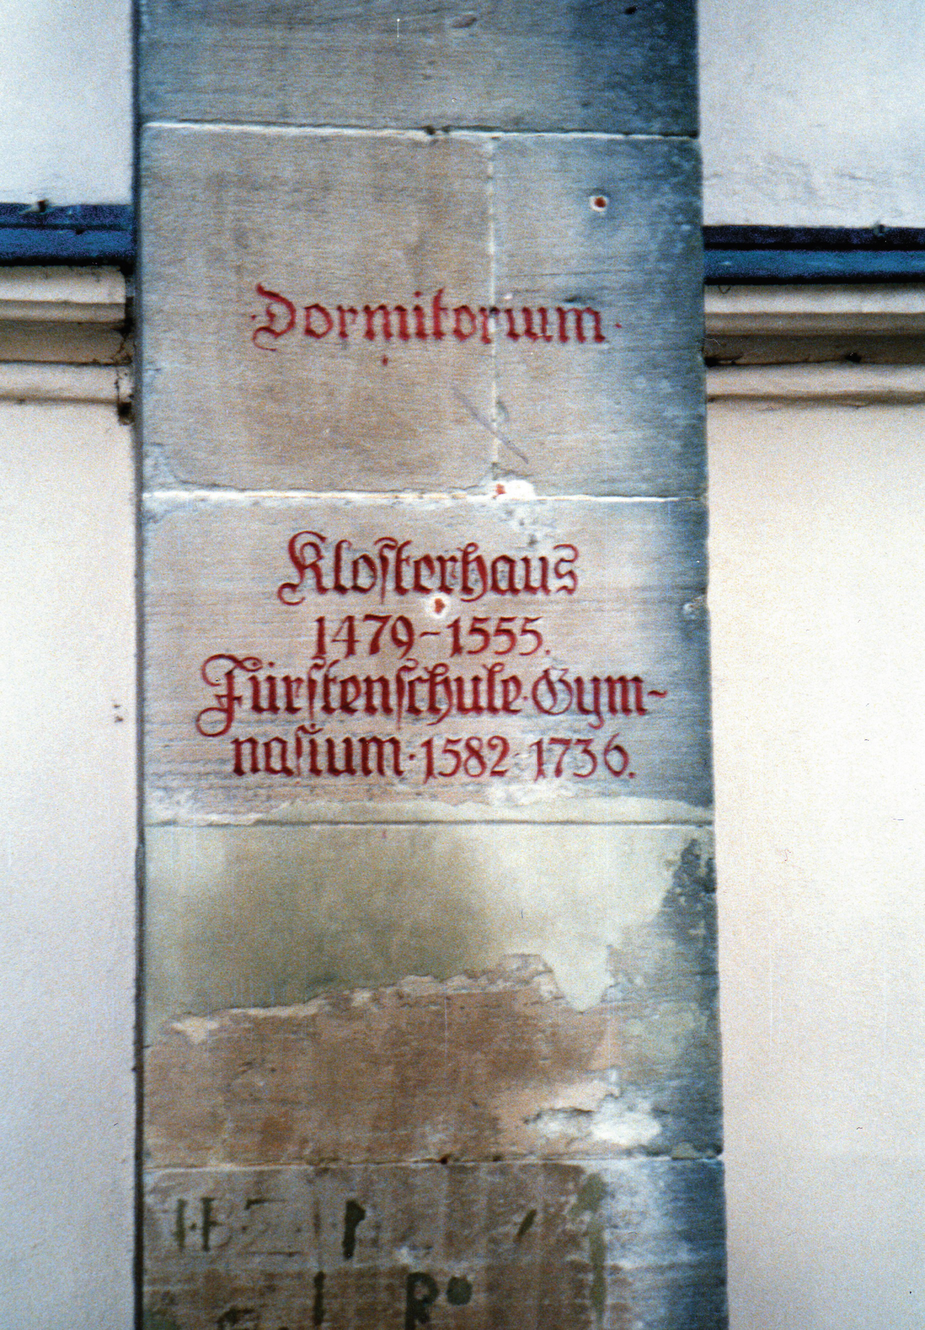 Dormitorium
Klosterhaus
1479-1555.
Fürstenschule·Gym-
nasium·1582·1736.